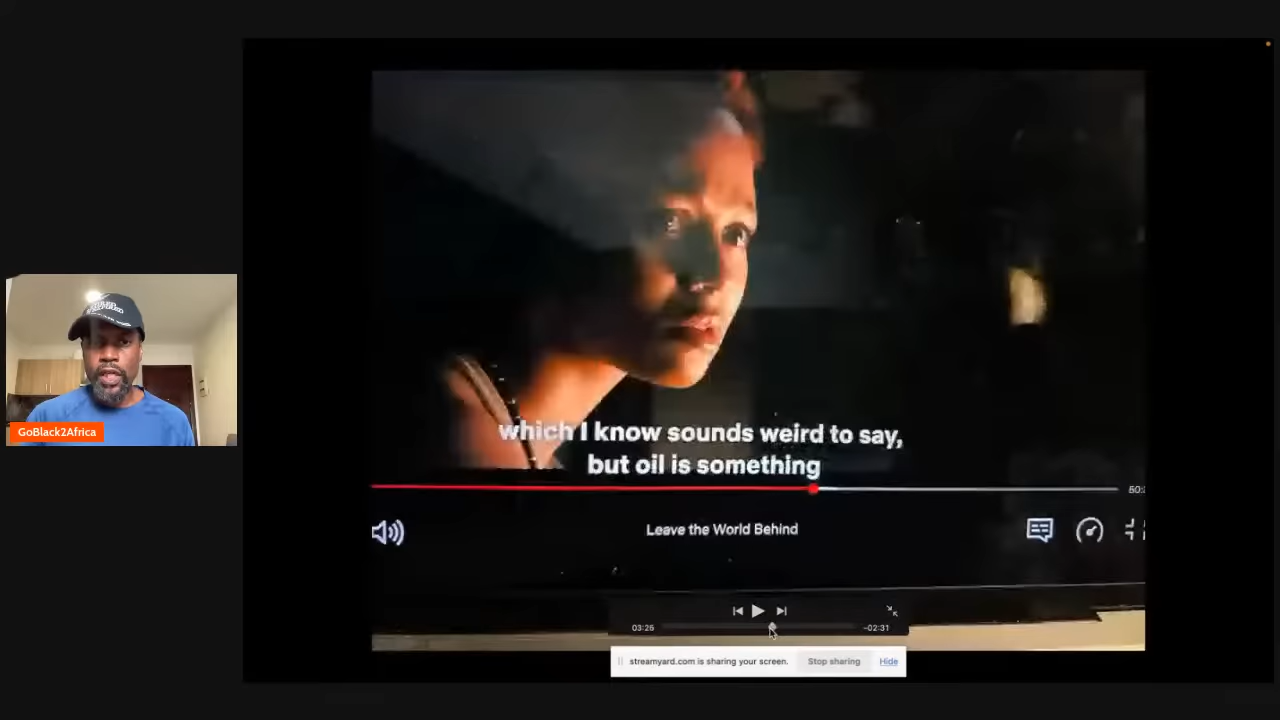 GoBlack2Africa
which I know sounds weird to say,
but oil is something
Leave the World Behind
03:26
-02:31
streamyard.com is sharing your screen.
Stop sharing
Hide